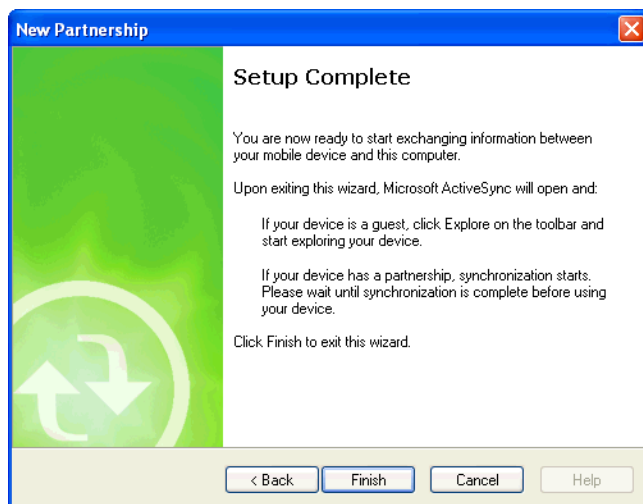 New Partnership
Setup Complete
You are now ready to start exchanging information between
your mobile device and this computer.
Upon exiting this wizard, Microsoft ActiveSync will open and:
If your device is a guest, click Explore on the toolbar and
start exploring your device.
If your device has a partnership, synchronization starts.
Please wait until synchronization is complete before using
your device.
Click Finish to exit this wizard.
< Back Finish Cancel Help